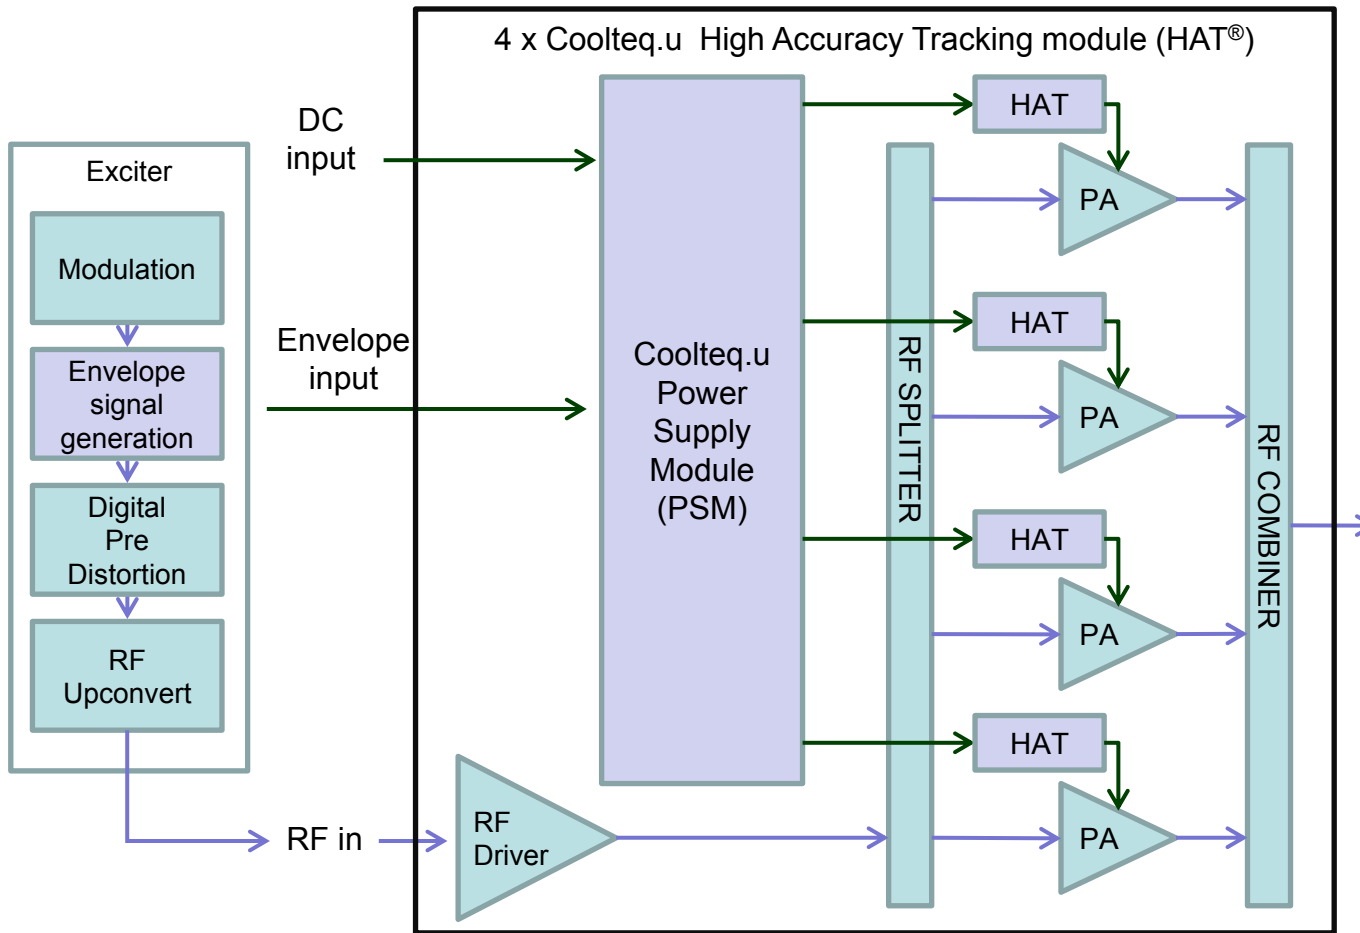 4 x Coolteq.u High Accuracy Tracking module (HAT®)
DC
input
Exciter
Modulation
Envelope
signal
generation
Digital
Pre
Distortion
RF
Upconvert
Envelope
input
RF in
RF
Driver
Coolteq.u
Power
Supply
Module
(PSM)
RF SPLITTER
HAT
PA
HAT
PA
HAT
PA
HAT
PA
RF COMBINER